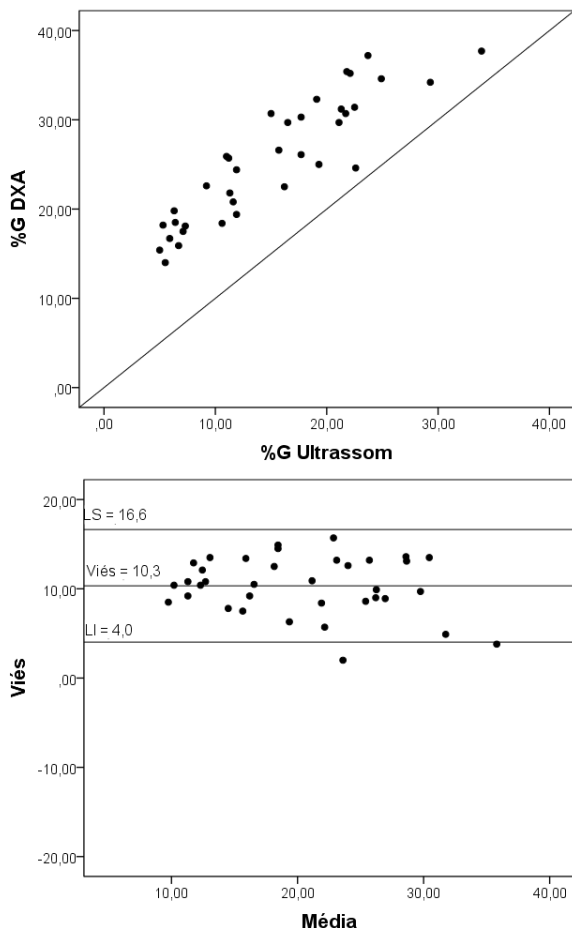 40,00
30,00
20,00
10,00
,00
%G DXA
,00 10,00 20,00 30,00 40,00
%G Ultrassom
20,00
LS = 16,6
10,00
Viés = 10,3
LI = 4,0
,00
-10,00
-20,00
Viés
10,00 20,00 30,00 40,00
Média